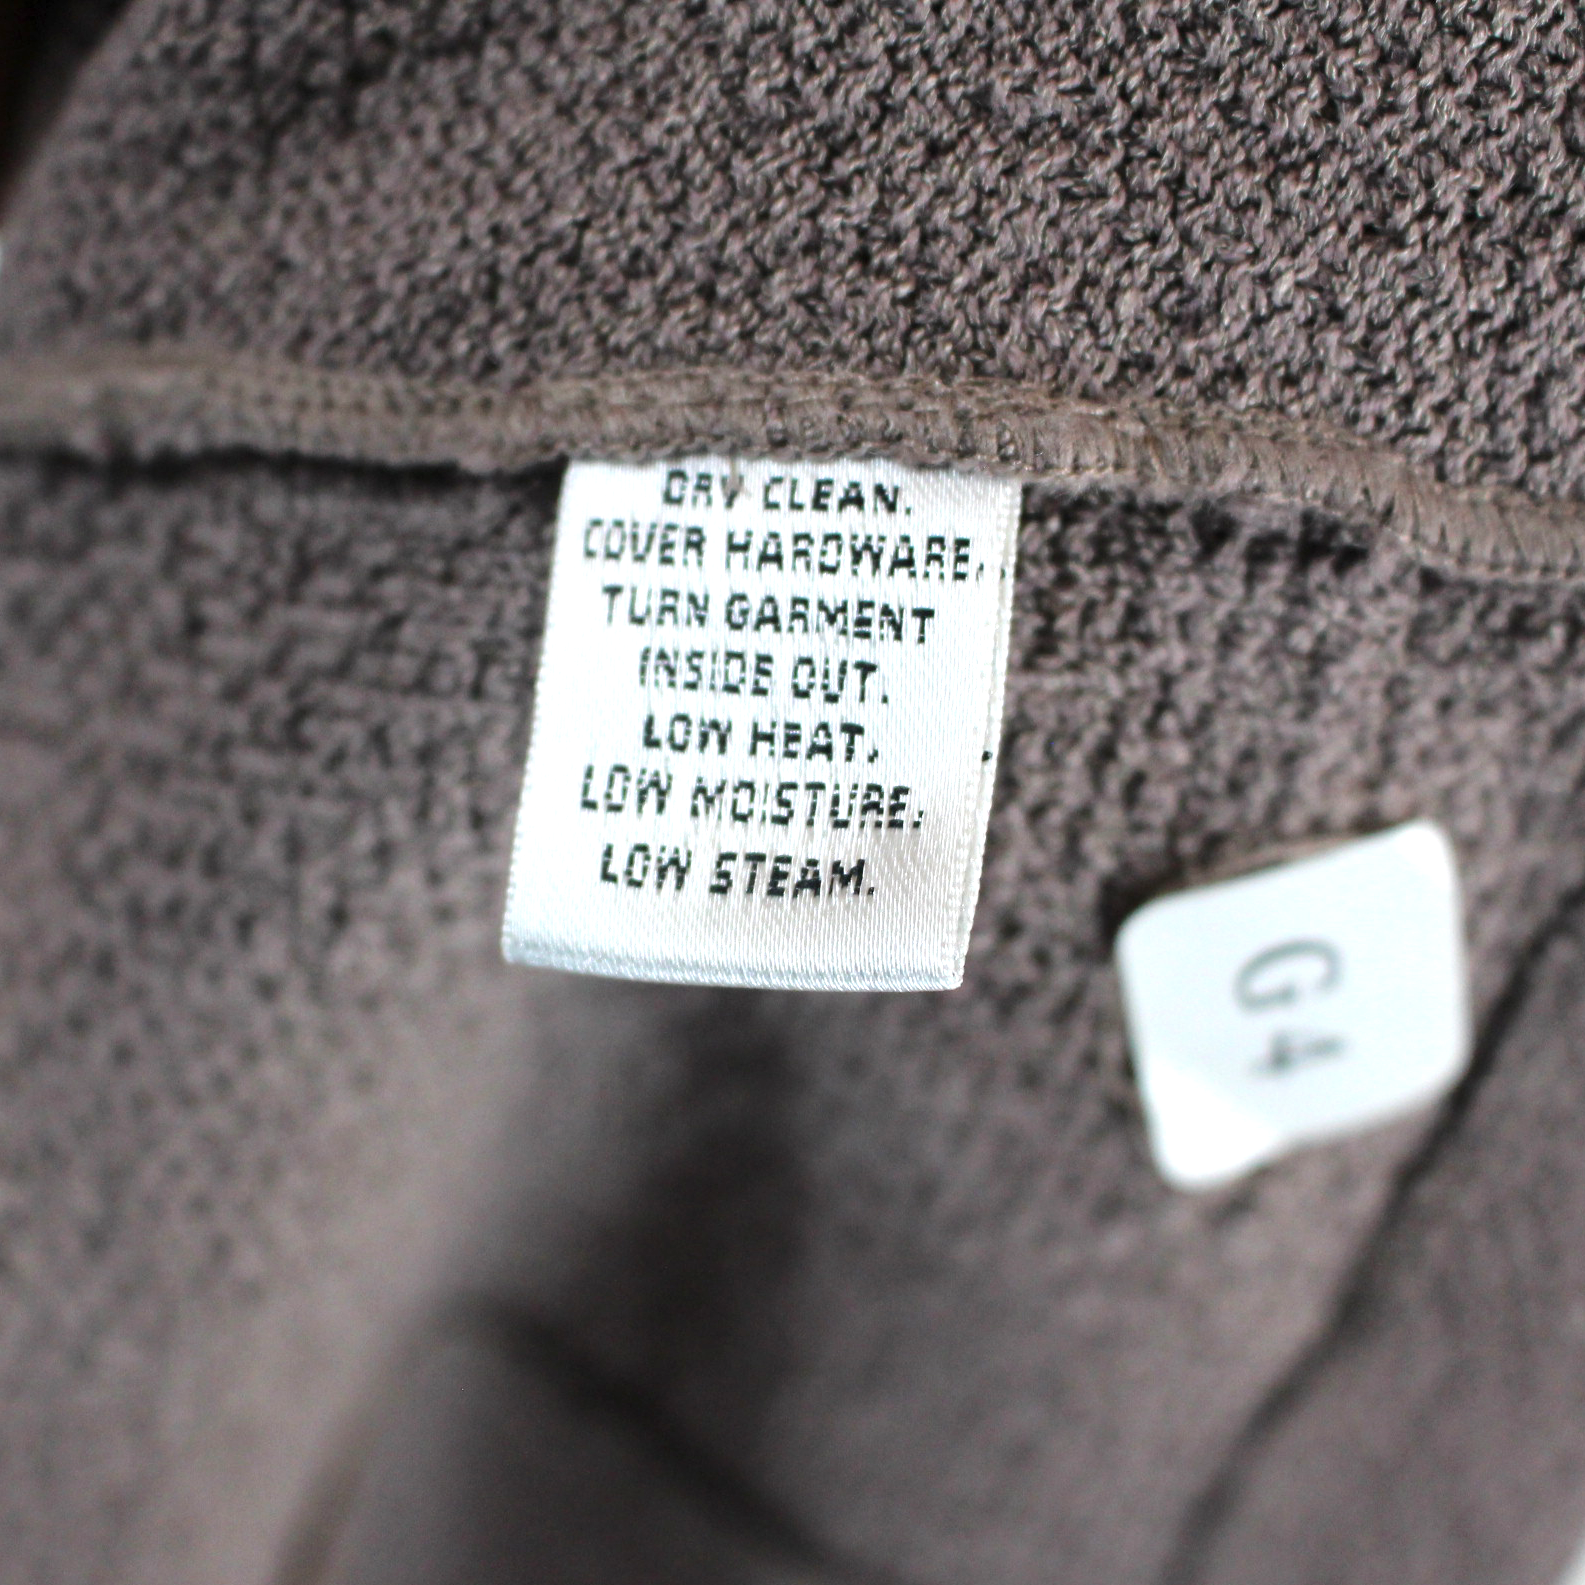 DRY CLEAN.
COVER HARDWARE.
TURN GARMENT
INSIDE OUT.
LOW HEAT.
LOW MOISTURE.
LOW STEAM.
G4